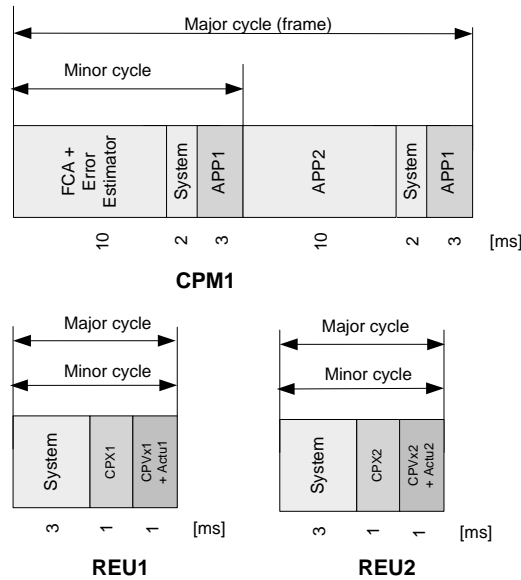 Major cycle (frame)
Minor cycle
FCA +
Error
Estimator
System
APP1
APP2
System
APP1
10
2
3
10
2
3
[ms]
CPM1
Major cycle
Minor cycle
System
CPX1
CPVx1
+ Actu1
3
1
1
[ms]
REU1
Major cycle
Minor cycle
System
CPX2
CPVx2
+ Actu2
3
1
1
[ms]
REU2